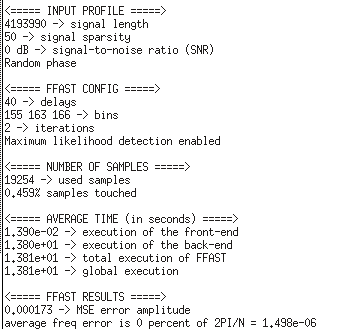 <===== INPUT PROFILE =====>
4193990 -> signal length
50 -> signal sparsity
0 dB -> signal-to-noise ratio (SNR)
Random phase
<===== FFAST CONFIG =====>
40 -> delays
155 163 166 -> bins
2 -> iterations
Maximum likelihood detection enabled
<===== NUMBER OF SAMPLES =====>
19254 -> used samples
0.459% samples touched
<===== AVERAGE TIME (in seconds) =====>
1.390e-02 -> execution of the front-end
1.380e+01 -> execution of the back-end
1.381e+01 -> total execution of FFAST
1.381e+01 -> global execution
<===== FFAST RESULTS =====>
0.000173 -> MSE error amplitude
average freq error is 0 percent of 2PI/N = 1.498e-06